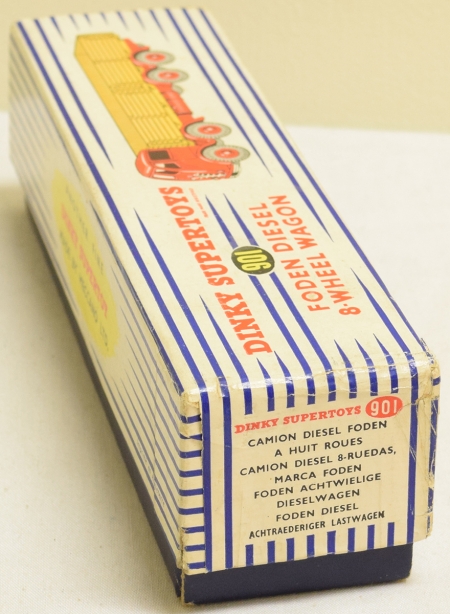 DINKY SUPERTOYS
901
FODEN DIESEL
8-WHEEL WAGON
DINKY SUPERTOYS 901
CAMION DIESEL FODEN
A HUIT ROUES
CAMION DIESEL 8-RUEDAS,
MARCA FODEN
FODEN ACHTWIELIGE
DIESELWAGEN
FODEN DIESEL
ACHTRAEDERIGER LASTWAGEN